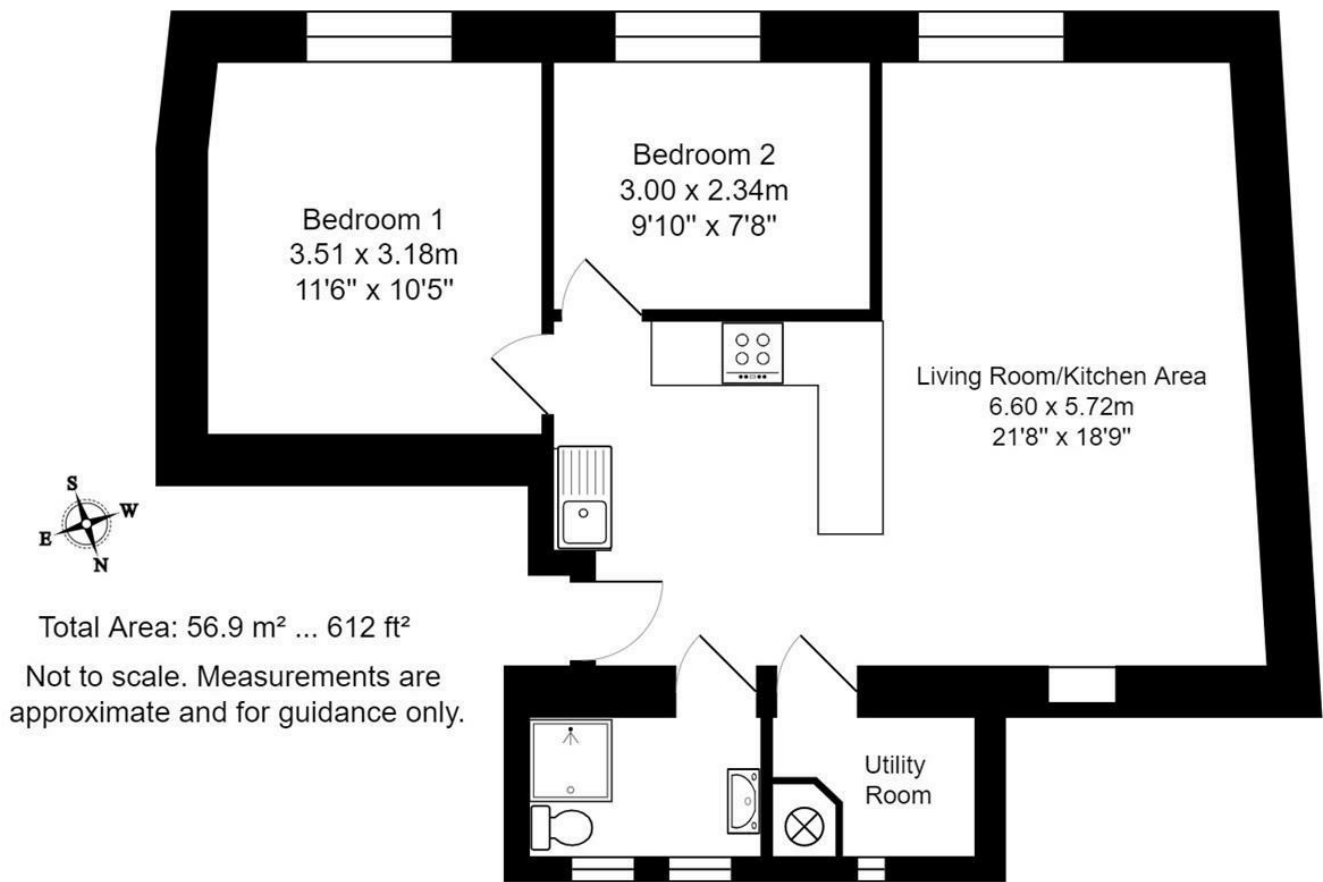 Bedroom 1
3.51 x 3.18m
11'6" x 10'5"
Bedroom 2
3.00 x 2.34m
9'10" x 7'8"
Living Room/Kitchen Area
6.60 x 5.72m
21'8" x 18'9"
S
W
E
N
Total Area: 56.9 m² ... 612 ft²
Not to scale. Measurements are
approximate and for guidance only.
Utility
Room